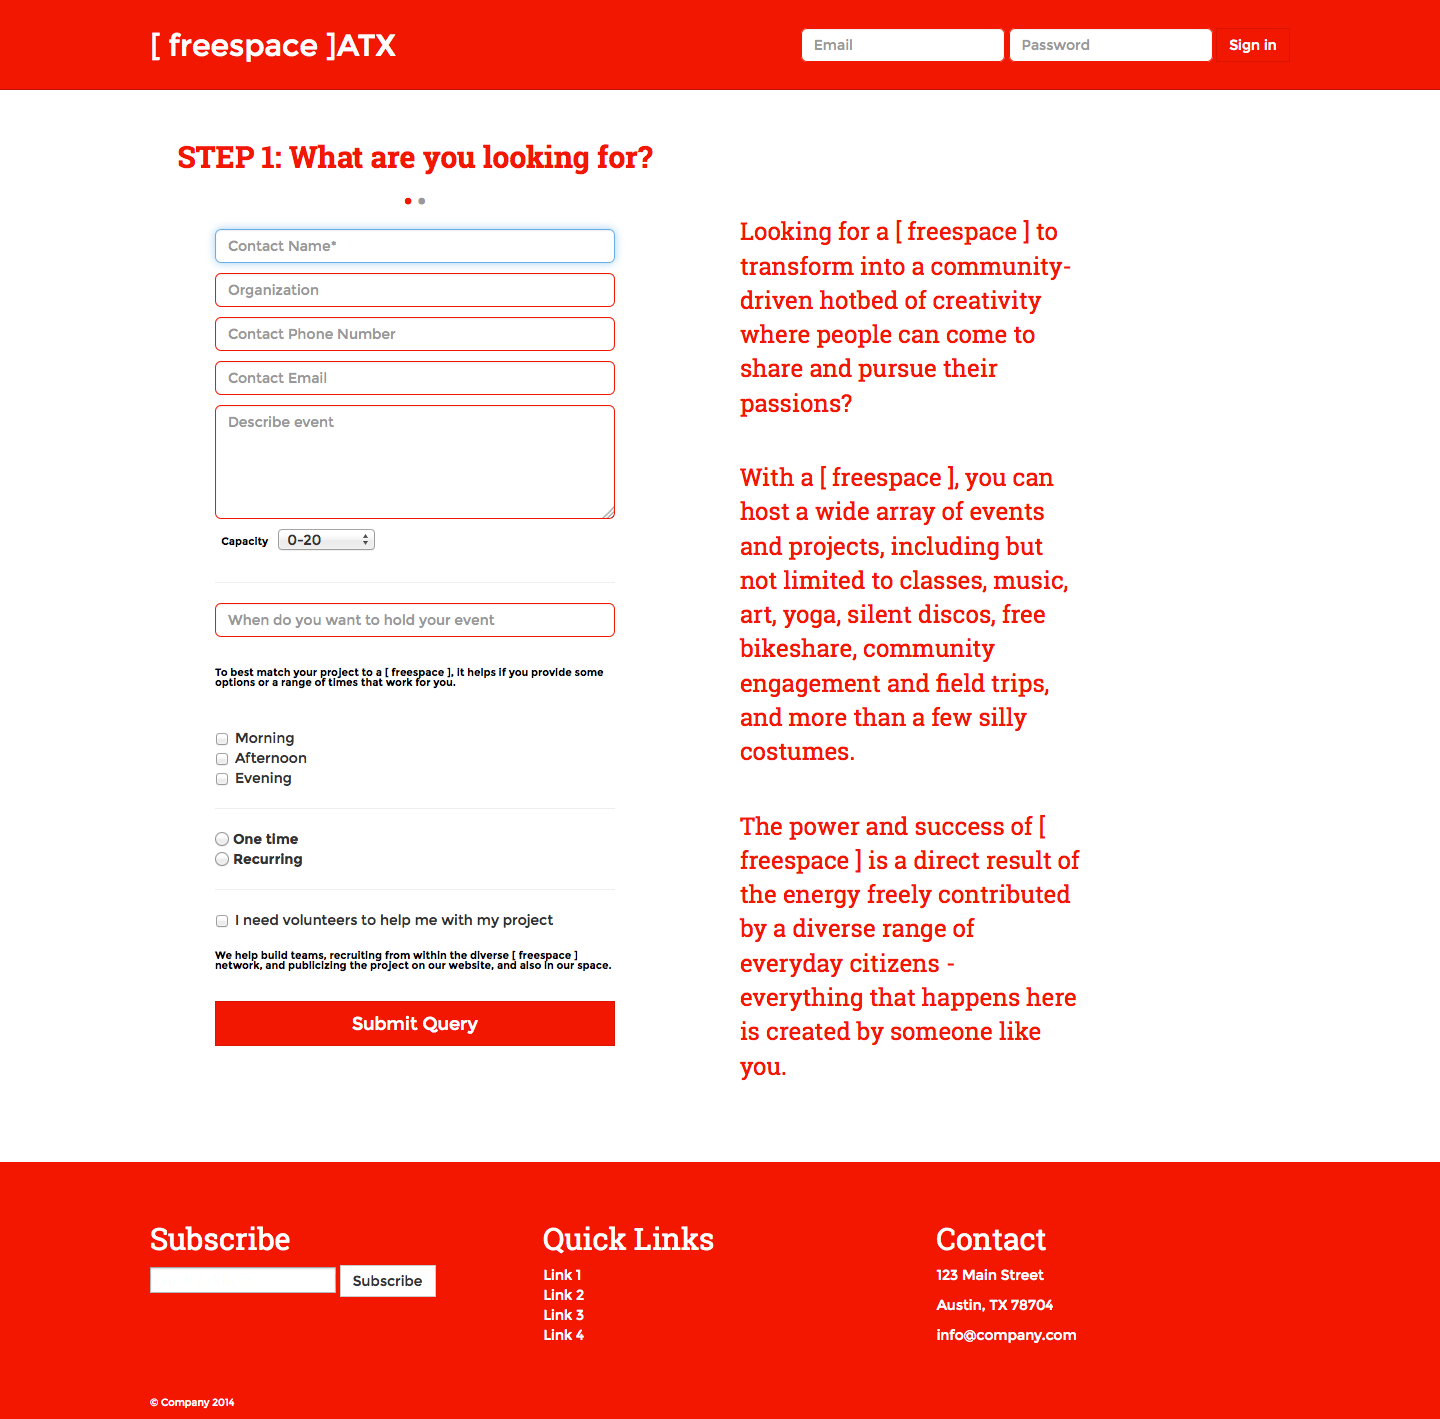 [ freespace ]ATX
Email
Password
Sign in
STEP 1: What are you looking for?
Contact Name*
Organization
Contact Phone Number
Contact Email
Describe event
Capacity
0-20
When do you want to hold your event
To best match your project to a [ freespace ], it helps if you provide some
options or a range of times that work for you.
Morning
Afternoon
Evening
One time
Recurring
I need volunteers to help me with my project
We help build teams, recruiting from within the diverse [ freespace ]
network, and publicizing the project on our website, and also in our space.
Submit Query
Looking for a [ freespace ] to
transform into a community-
driven hotbed of creativity
where people can come to
share and pursue their
passions?
With a [ freespace ], you can
host a wide array of events
and projects, including but
not limited to classes, music,
art, yoga, silent discos, free
bikeshare, community
engagement and field trips,
and more than a few silly
costumes.
The power and success of [
freespace ] is a direct result of
the energy freely contributed
by a diverse range of
everyday citizens -
everything that happens here
is created by someone like
you.
Subscribe
Subscribe
Quick Links
Link 1
Link 2
Link 3
Link 4
Contact
123 Main Street
Austin, TX 78704
info@company.com
© Company 2014